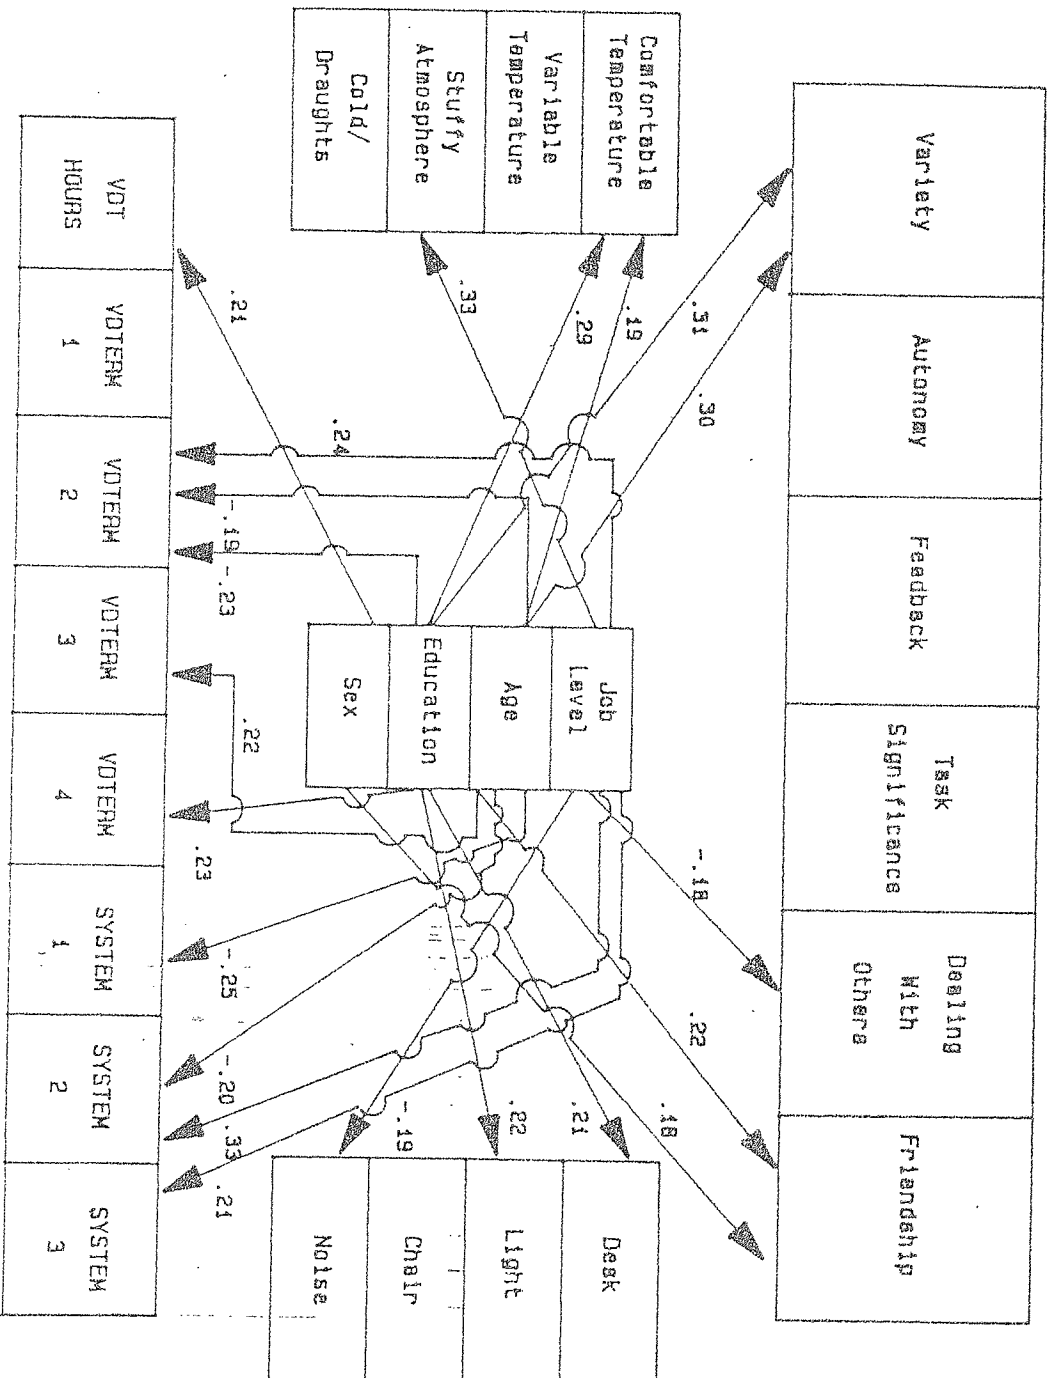 Variety
Autonomy
Feedback
Task
Significance
Dealing
With
Others
Friendship
.31
.30
-.18
.22
.18
Comfortable
Temperature
Variable
Temperature
Stuffy
Atmosphere
Cold/
Draughts
.19
.29
.33
Job
Level
Age
Education
Sex
.21
.22
-.19
Desk
Light
Chair
Noise
.21
.24
-.19
-.23
.22
.23
-.25
-.20
.33
.21
VDT
HOURS
VDTERM
1
VDTERM
2
VDTERM
3
VDTERM
4
SYSTEM
1
SYSTEM
2
SYSTEM
3